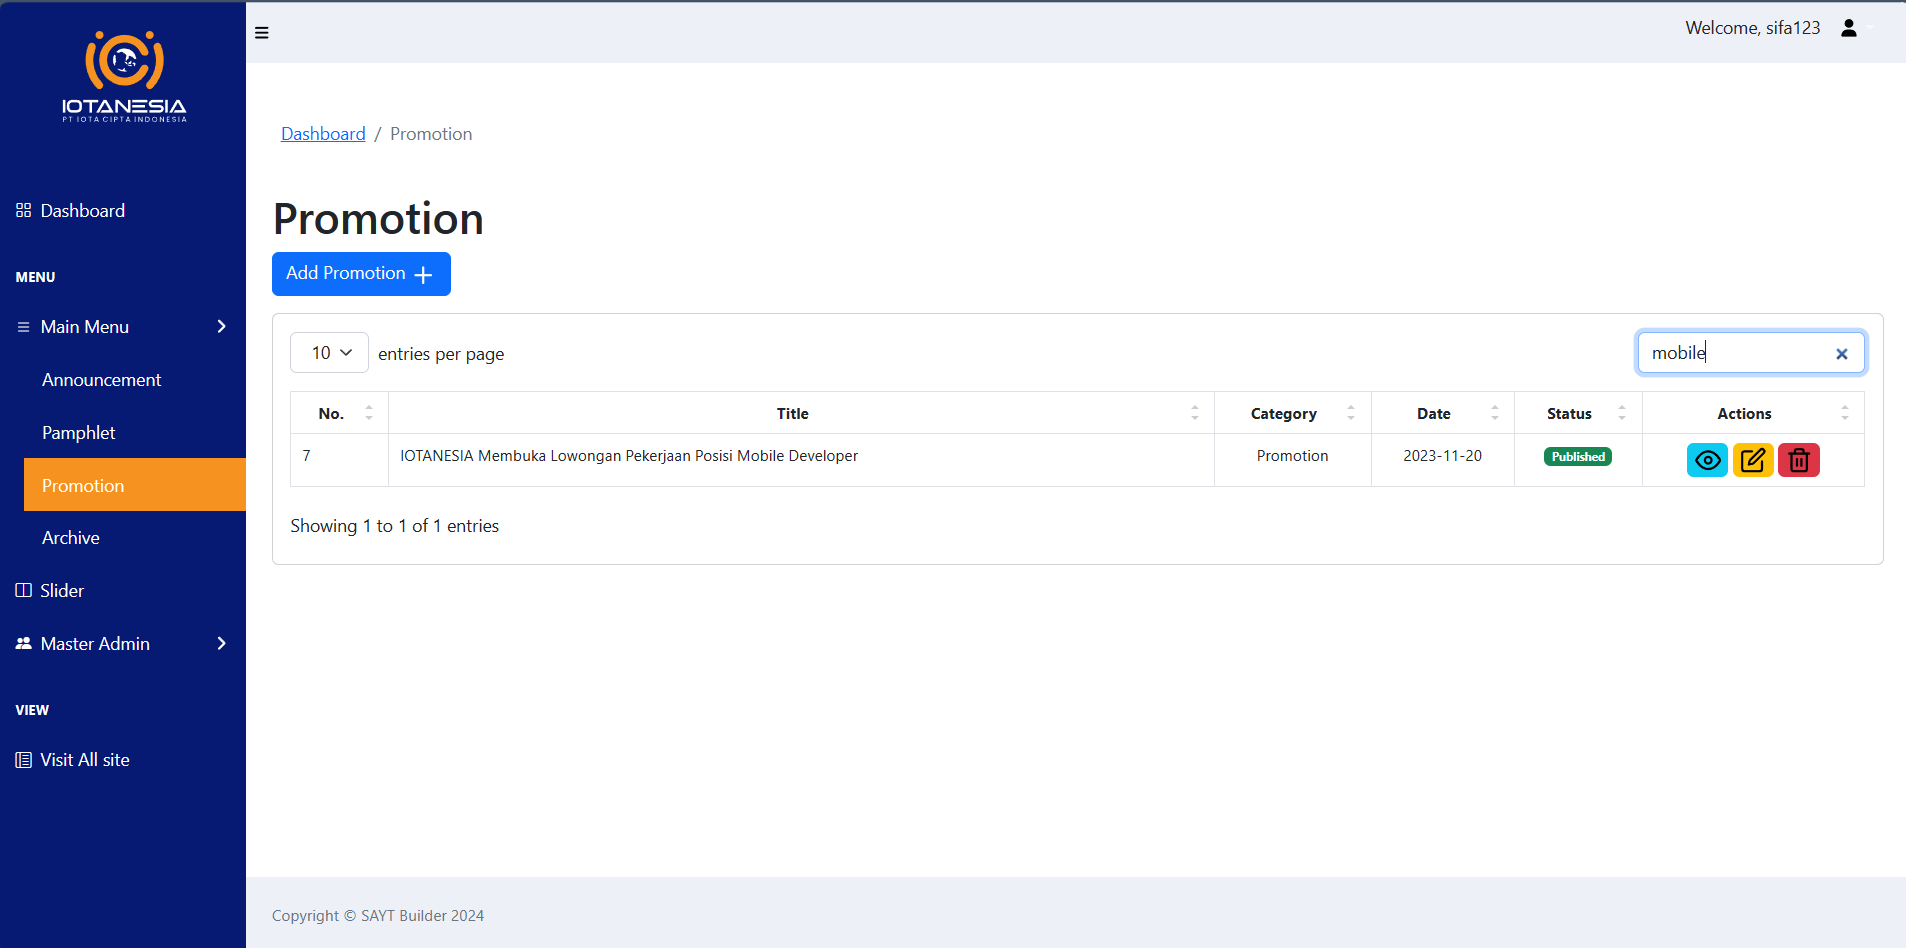 IOTANESIA
PT IOTA CIPTA INDONESIA
Welcome, sifa123
Dashboard / Promotion
Dashboard
MENU
Main Menu
Announcement
Pamphlet
Promotion
Archive
Slider
Master Admin
VIEW
Visit All site
Promotion
Add Promotion
10 entries per page
mobile
No. Title Category Date Status Actions
7 IOTANESIA Membuka Lowongan Pekerjaan Posisi Mobile Developer Promotion 2023-11-20 Published
Showing 1 to 1 of 1 entries
Copyright © SAYT Builder 2024